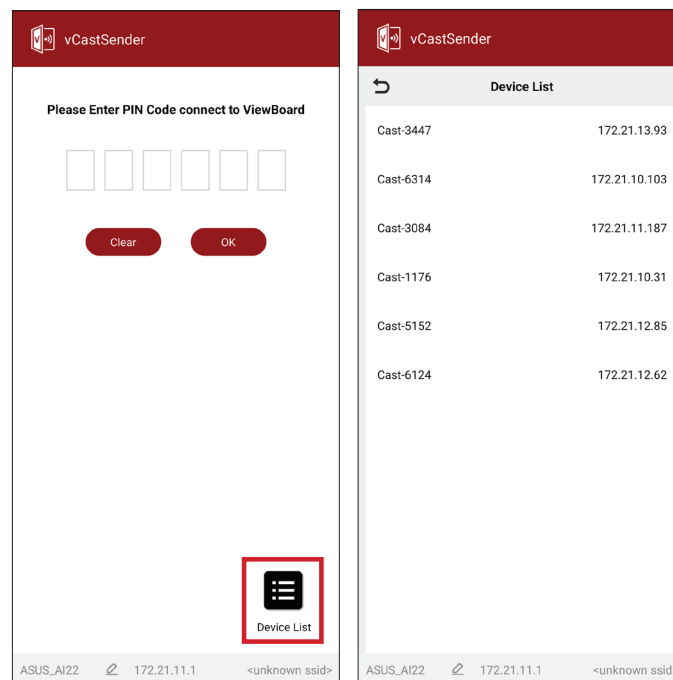 vCastSender
Please Enter PIN Code connect to ViewBoard
Clear
OK
Device List
ASUS_AI22
172.21.11.1
<unknown ssid>
vCastSender
Device List
Cast-3447 172.21.13.93
Cast-6314 172.21.10.103
Cast-3084 172.21.11.187
Cast-1176 172.21.10.31
Cast-5152 172.21.12.85
Cast-6124 172.21.12.62
ASUS_AI22
172.21.11.1
<unknown ssid